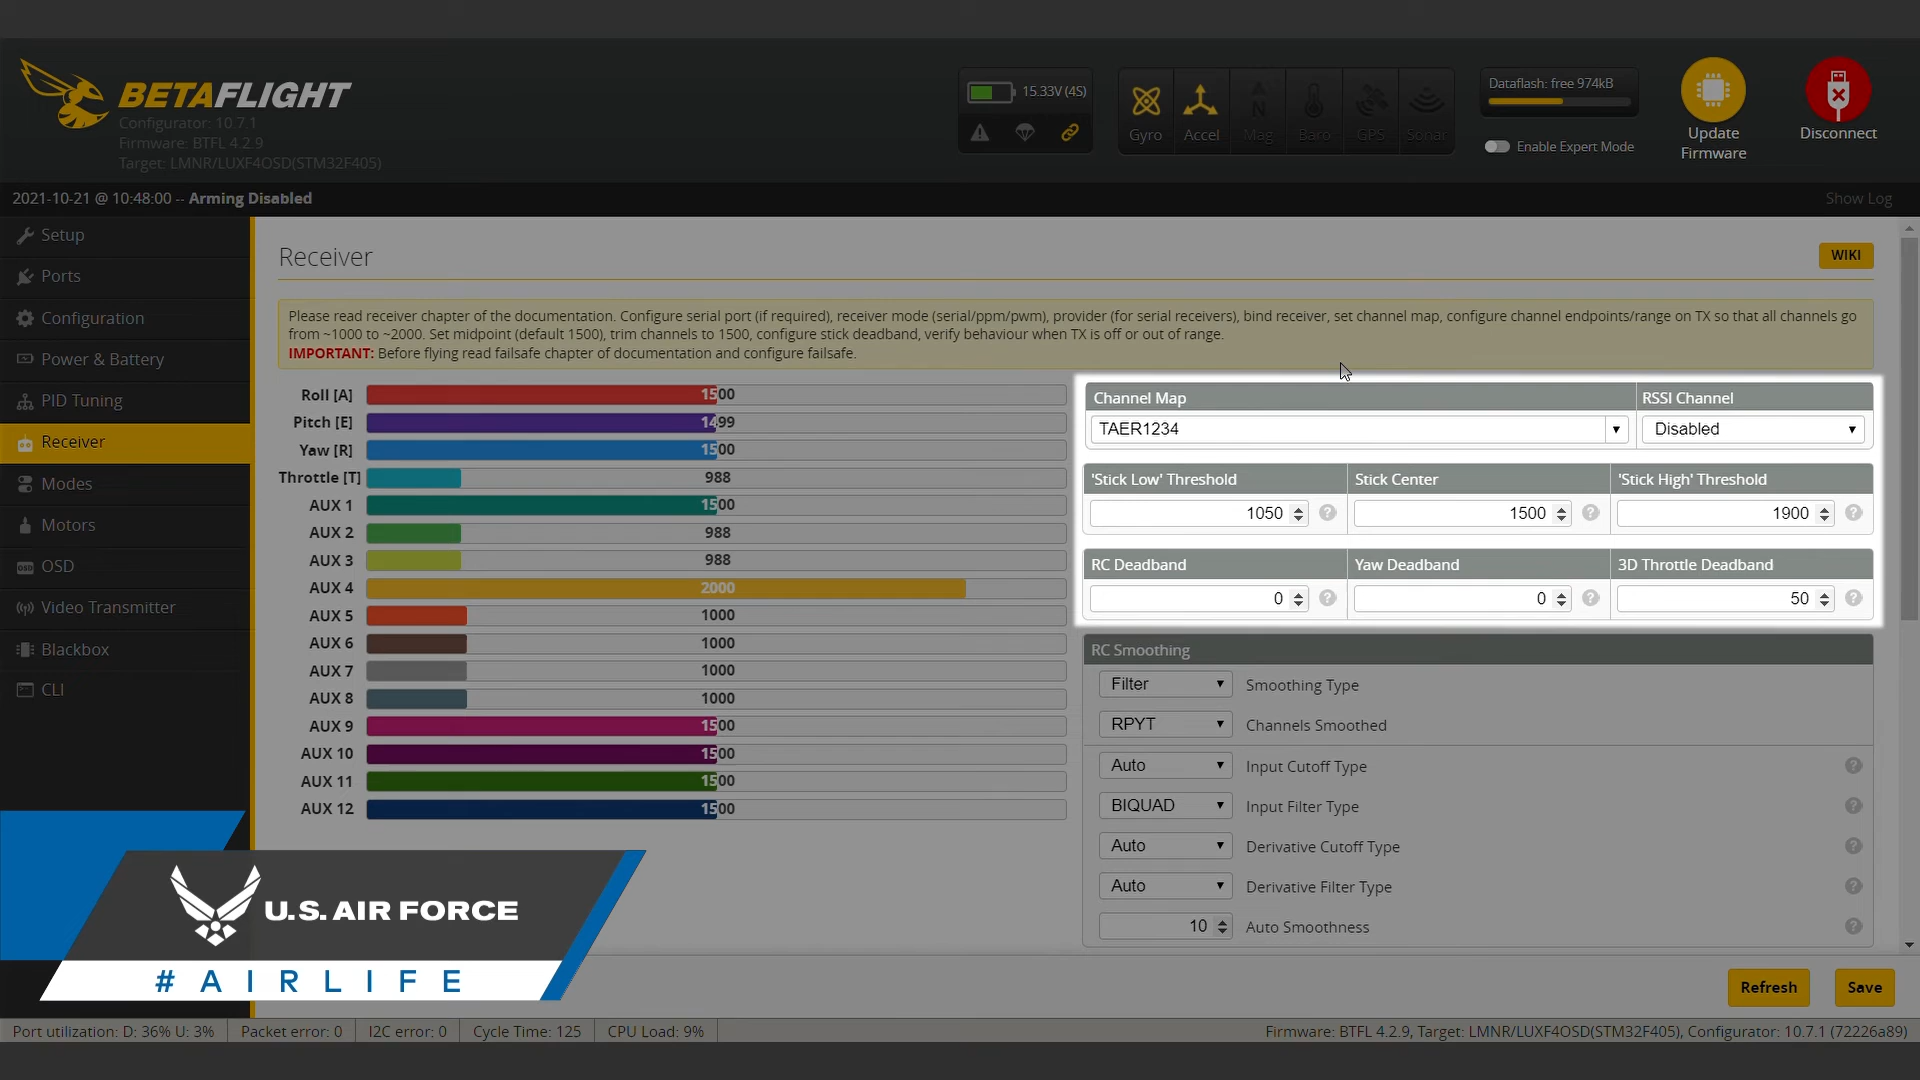 BETAFLIGHT
Configurator: 10.7.1
Firmware: BTFL 4.2.9
Target: LMNR/LUXF4OSD(STM32F405)
15.33V (4S)
Gyro
Accel
Mag
Baro
GPS
Sonar
Dataflash: free 974kB
Enable Expert Mode
Update
Firmware
Disconnect
2021-10-21 @ 10:48:00 -- Arming Disabled
Show Log
Setup
Ports
Configuration
Power & Battery
PID Tuning
Receiver
Modes
Motors
OSD
Video Transmitter
Blackbox
CLI
Receiver
WIKI
Please read receiver chapter of the documentation. Configure serial port (if required), receiver mode (serial/ppm/pwm), provider (for serial receivers), bind receiver, set channel map, configure channel endpoints/range on TX so that all channels go
from ~1000 to ~2000. Set midpoint (default 1500), trim channels to 1500, configure stick deadband, verify behaviour when TX is off or out of range.
IMPORTANT: Before flying read failsafe chapter of documentation and configure failsafe.
Roll [A] 1500
Pitch [E] 1499
Yaw [R] 1500
Throttle [T] 988
AUX 1 1500
AUX 2 988
AUX 3 988
AUX 4 2000
AUX 5 1000
AUX 6 1000
AUX 7 1000
AUX 8 1000
AUX 9 1500
AUX 10 1500
AUX 11 1500
AUX 12 1500
Channel Map RSSI Channel
TAER1234 Disabled
'Stick Low' Threshold Stick Center 'Stick High' Threshold
1050 1500 1900
RC Deadband Yaw Deadband 3D Throttle Deadband
0 0 50
RC Smoothing
Filter Smoothing Type
RPYT Channels Smoothed
Auto Input Cutoff Type
BIQUAD Input Filter Type
Auto Derivative Cutoff Type
Auto Derivative Filter Type
10 Auto Smoothness
U.S. AIR FORCE
#AIRLIFE
Refresh Save
Port utilization: D: 36% U: 3% Packet error: 0 I2C error: 0 Cycle Time: 125 CPU Load: 9%
Firmware: BTFL 4.2.9, Target: LMNR/LUXF4OSD(STM32F405), Configurator: 10.7.1 (72226a89)